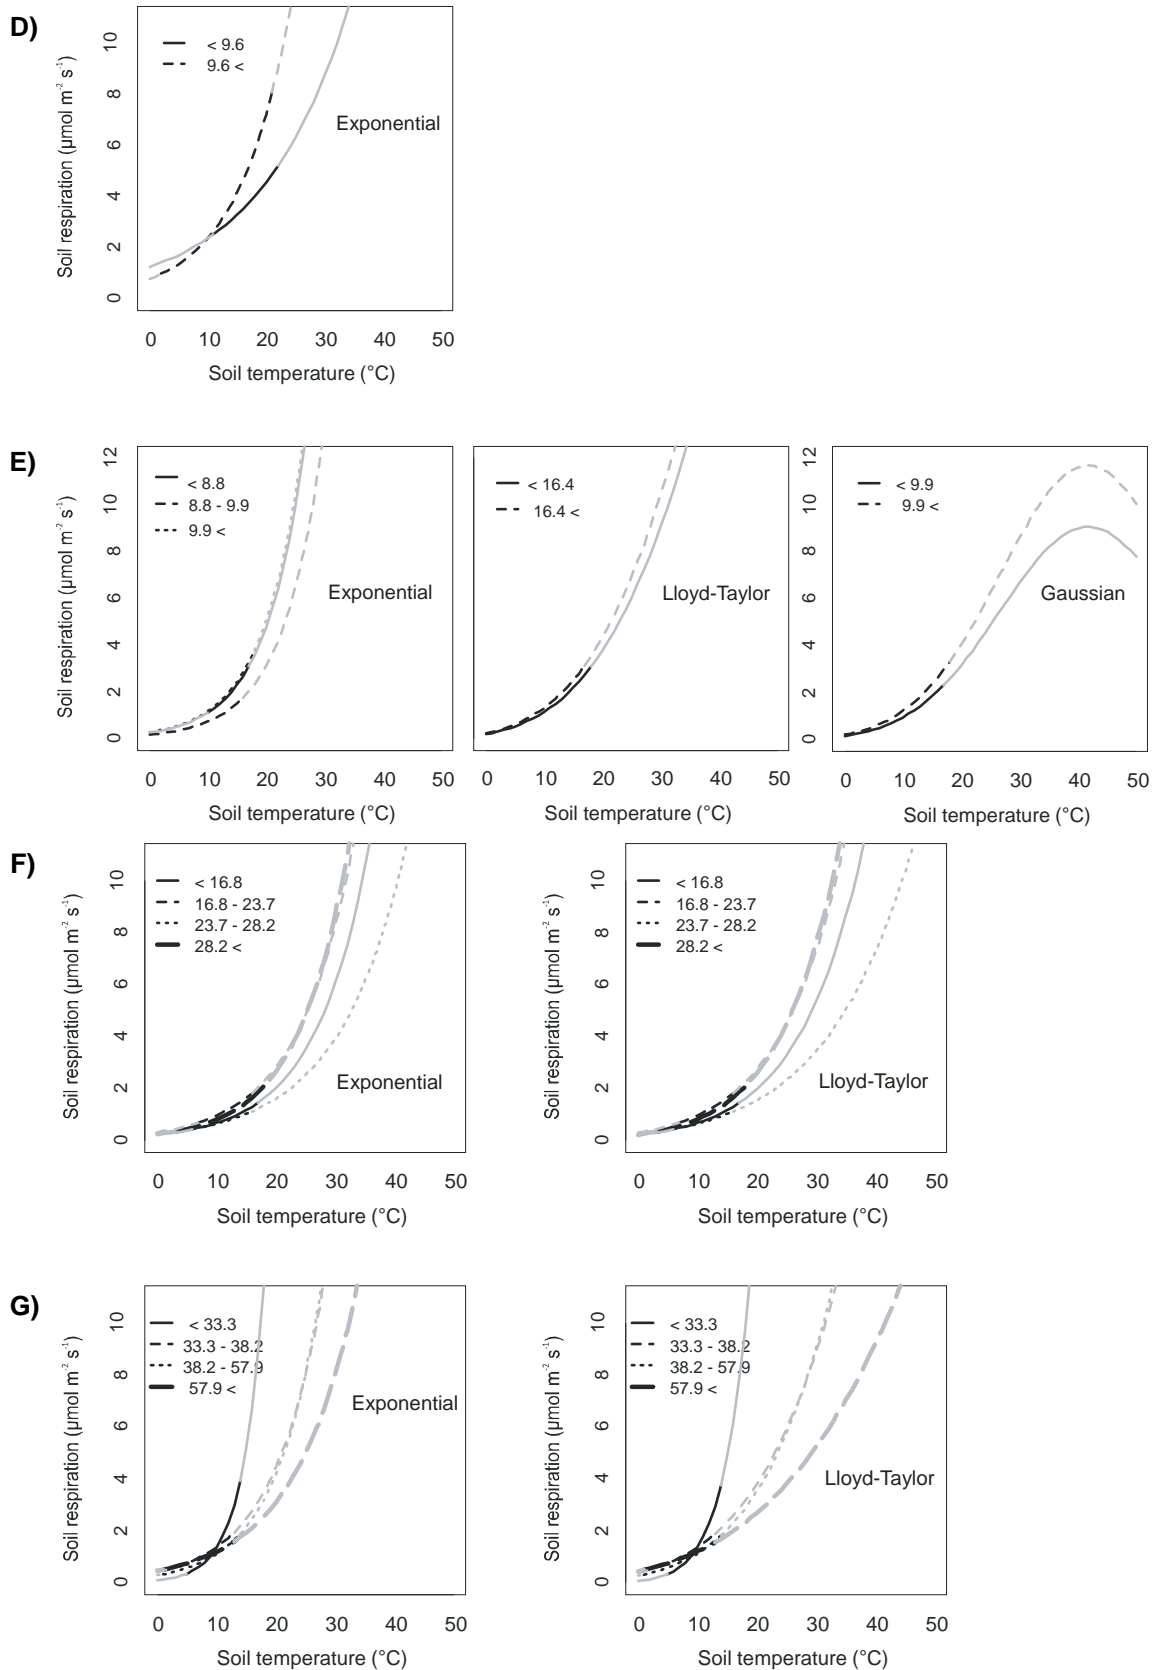 D)
Soil respiration (µmol m⁻² s⁻¹)
10
8
6
4
2
0
< 9.6
9.6 <
Exponential
0 10 20 30 40 50
Soil temperature (°C)
E)
Soil respiration (µmol m⁻² s⁻¹)
12
10
8
6
4
2
0
< 8.8
8.8 - 9.9
9.9 <
Exponential
0 10 20 30 40 50
Soil temperature (°C)
< 16.4
16.4 <
Lloyd-Taylor
0 10 20 30 40 50
Soil temperature (°C)
12
10
8
6
4
2
0
< 9.9
9.9 <
Gaussian
0 10 20 30 40 50
Soil temperature (°C)
F)
Soil respiration (µmol m⁻² s⁻¹)
10
8
6
4
2
0
< 16.8
16.8 - 23.7
23.7 - 28.2
28.2 <
Exponential
0 10 20 30 40 50
Soil temperature (°C)
Soil respiration (µmol m⁻² s⁻¹)
10
8
6
4
2
0
< 16.8
16.8 - 23.7
23.7 - 28.2
28.2 <
Lloyd-Taylor
0 10 20 30 40 50
Soil temperature (°C)
G)
Soil respiration (µmol m⁻² s⁻¹)
10
8
6
4
2
0
< 33.3
33.3 - 38.2
38.2 - 57.9
57.9 <
Exponential
0 10 20 30 40 50
Soil temperature (°C)
Soil respiration (µmol m⁻² s⁻¹)
10
8
6
4
2
0
< 33.3
33.3 - 38.2
38.2 - 57.9
57.9 <
Lloyd-Taylor
0 10 20 30 40 50
Soil temperature (°C)